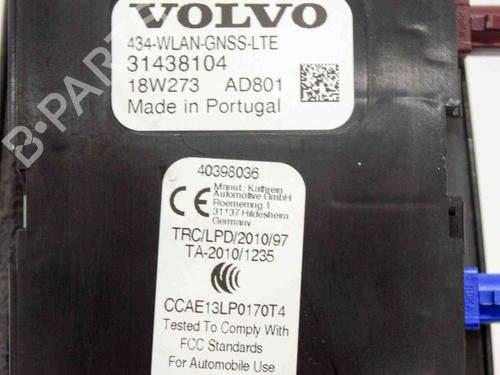 VOLVO
434-WLAN-GNSS-LTE
31438104
18W273 AD801
Made in Portugal
40398036
CE
Manuf.: Kathrein
Automotive GmbH
Roemerring 1
31137 Hildesheim
Germany
TRC/LPD/2010/97
TA-2010/1235
CCAE13LP0170T4
Tested To Comply With
FCC Standards
For Automobile Use
B-PARTS